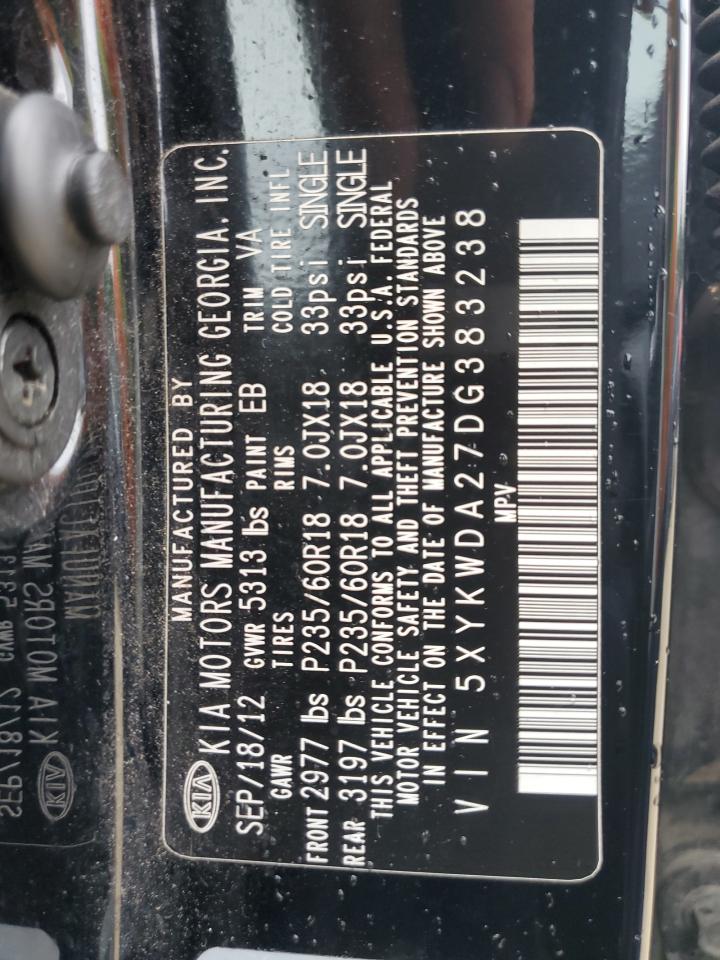 MANUFACTURED BY
KIA KIA MOTORS MANUFACTURING GEORGIA. INC.
SEP/18/12 GVWR 5313 lbs PAINT EB TRIM VA
GAWR TIRES RIMS COLD TIRE INFL
FRONT 2977 lbs P235/60R18 7.0JX18 33psi SINGLE
REAR 3197 lbs P235/60R18 7.0JX18 33psi SINGLE
THIS VEHICLE CONFORMS TO ALL APPLICABLE U.S.A. FEDERAL
MOTOR VEHICLE SAFETY AND THEFT PREVENTION STANDARDS
IN EFFECT ON THE DATE OF MANUFACTURE SHOWN ABOVE
VIN 5XYKWDA27DG383238
MPV